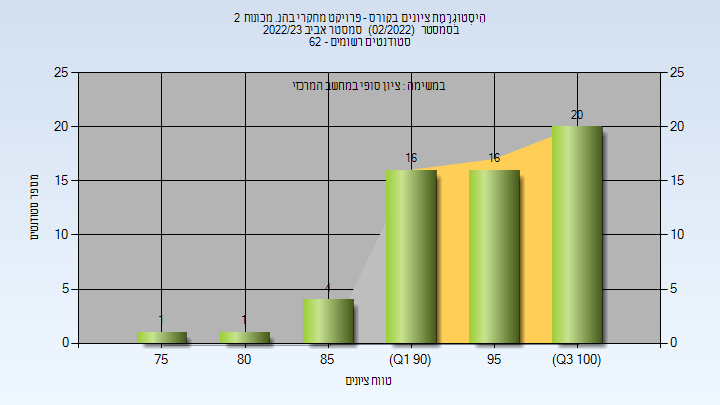 היסטוגרמת ציונים בקורס - פרויקט מחקרי בהנ. מכונות 2
בסמסטר (02/2022) סמסטר אביב 2022/23
סטודנטים רשומים - 62
במשימה : ציון סופי במחשב המרכזי
25 25
20 20
15 15
10 10
5 5
0 0
1 1 4 16 16 20
מספר סטודנטים
75 80 85 (Q1 90) 95 (Q3 100)
טווח ציונים